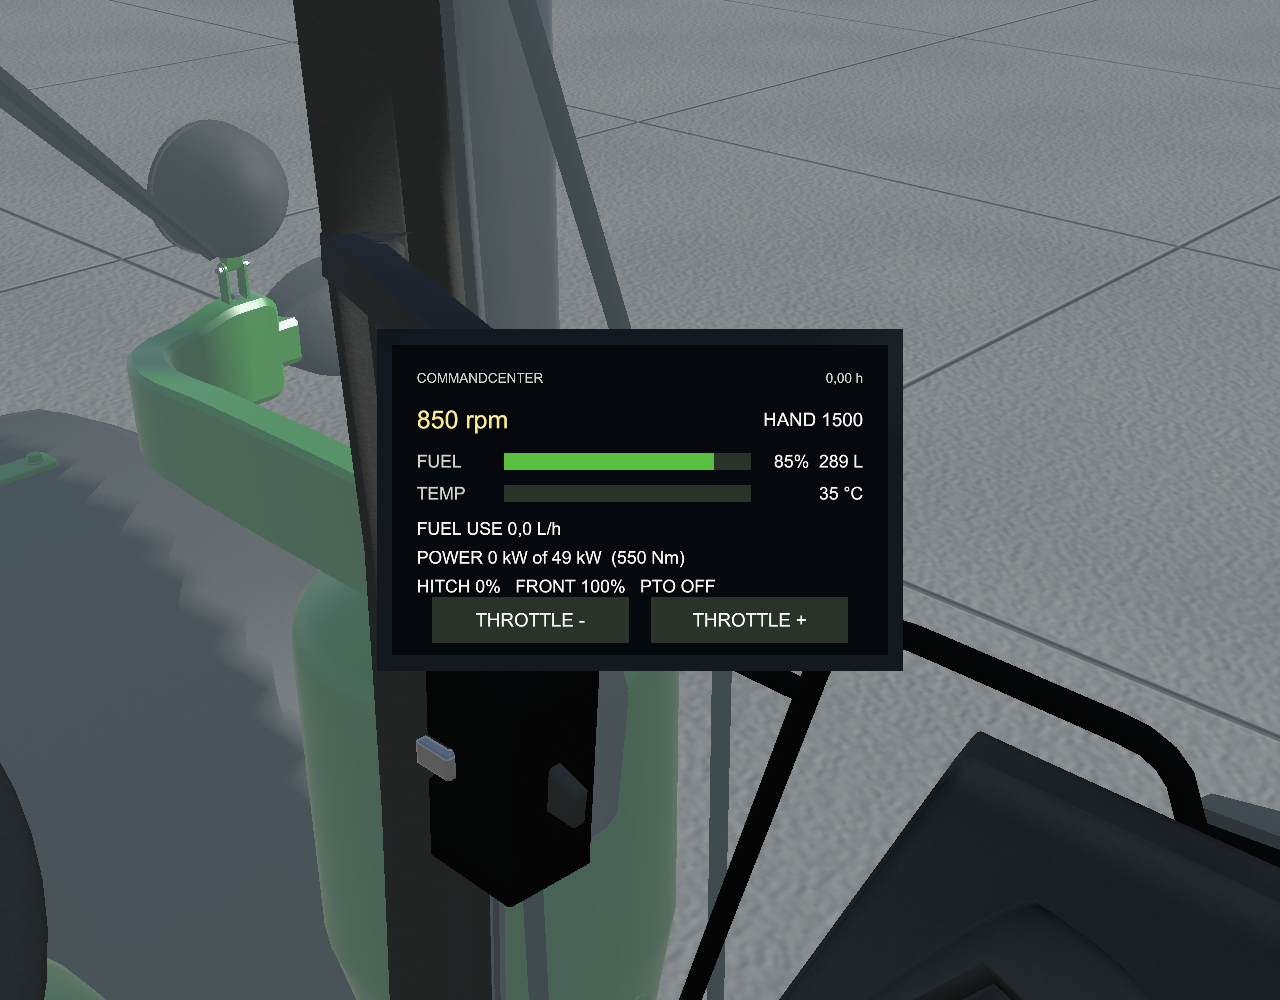 COMMANDCENTER 0,00 h
850 rpm HAND 1500
FUEL 85% 289 L
TEMP 35 °C
FUEL USE 0,0 L/h
POWER 0 kW of 49 kW (550 Nm)
HITCH 0% FRONT 100% PTO OFF
THROTTLE - THROTTLE +